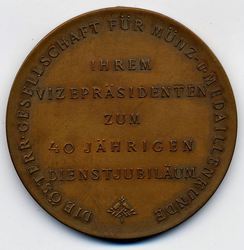 DIE ÖSTERR·GESELLSCHAFT FÜR MÜNZ-U·MEDAILLENKUNDE
IHREM
VIZEPRÄSIDENTEN
ZUM
40 JÄHRIGEN
DIENSTJUBILÄUM